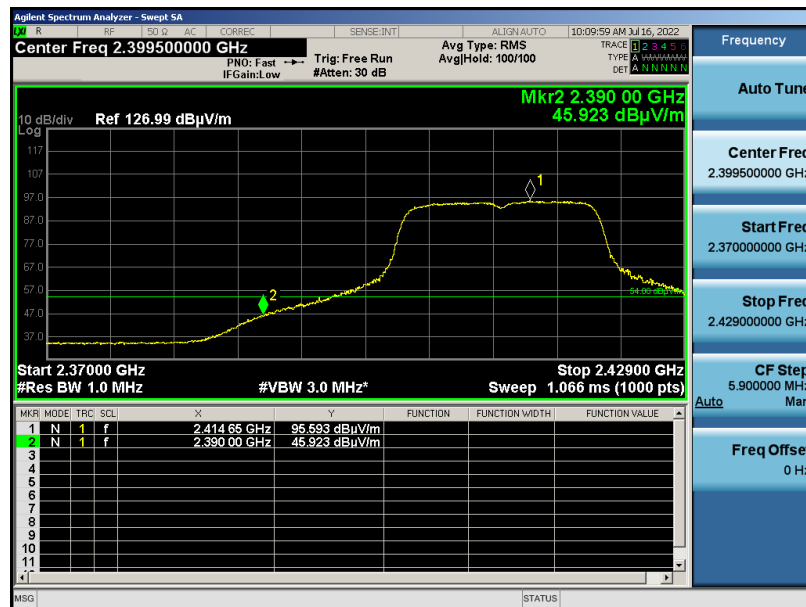 Agilent Spectrum Analyzer - Swept SA
LXI R RF 50 Ω AC CORREC SENSE:INT ALIGN AUTO 10:09:59 AM Jul 16, 2022
Center Freq 2.399500000 GHz
PNO: Fast
IFGain:Low
Trig: Free Run
#Atten: 30 dB
Avg Type: RMS
Avg|Hold: 100/100
TRACE 1 2 3 4 5 6
TYPE A WWWWW
DET A N N N N N
Frequency
Mkr2 2.390 00 GHz
45.923 dBµV/m
10 dB/div Ref 126.99 dBµV/m
Log
117
107
97.0
87.0
77.0
67.0
57.0
47.0
37.0
1
2
54.00 dBµV/m
Start 2.37000 GHz Stop 2.42900 GHz
#Res BW 1.0 MHz #VBW 3.0 MHz* Sweep 1.066 ms (1000 pts)
MKR MODE TRC SCL X Y FUNCTION FUNCTION WIDTH FUNCTION VALUE
1 N 1 f 2.414 65 GHz 95.593 dBµV/m
2 N 1 f 2.390 00 GHz 45.923 dBµV/m
3
4
5
6
7
8
9
10
11
Auto Tune
Center Freq
2.399500000 GHz
Start Freq
2.370000000 GHz
Stop Freq
2.429000000 GHz
CF Step
5.900000 MHz
Auto Man
Freq Offset
0 Hz
MSG STATUS